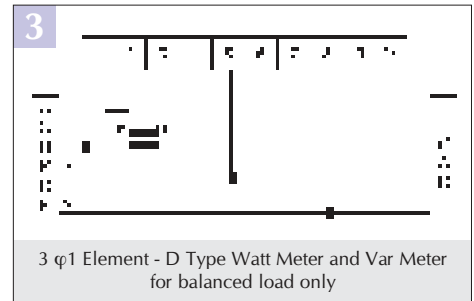 3
3 φ1 Element - D Type Watt Meter and Var Meter
for balanced load only